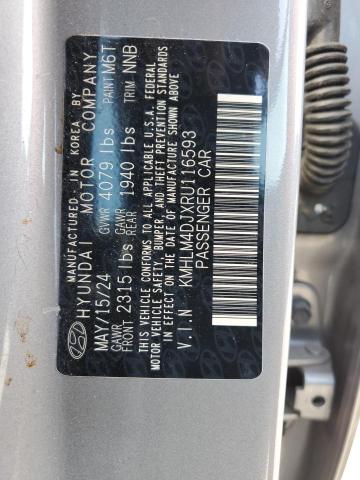 MANUFACTURED IN KOREA BY
HYUNDAI MOTOR COMPANY
MAY/15/24 GVWR 4079 lbs PAINT M6T
GAWR FRONT 2315 lbs GAWR REAR 1940 lbs TRIM NNB
THIS VEHICLE CONFORMS TO ALL APPLICABLE U.S.A. FEDERAL
MOTOR VEHICLE SAFETY, BUMPER, AND THEFT PREVENTION STANDARDS
IN EFFECT ON THE DATE OF MANUFACTURE SHOWN ABOVE.
V.I.N KMHLM4DJXRU116593
PASSENGER CAR